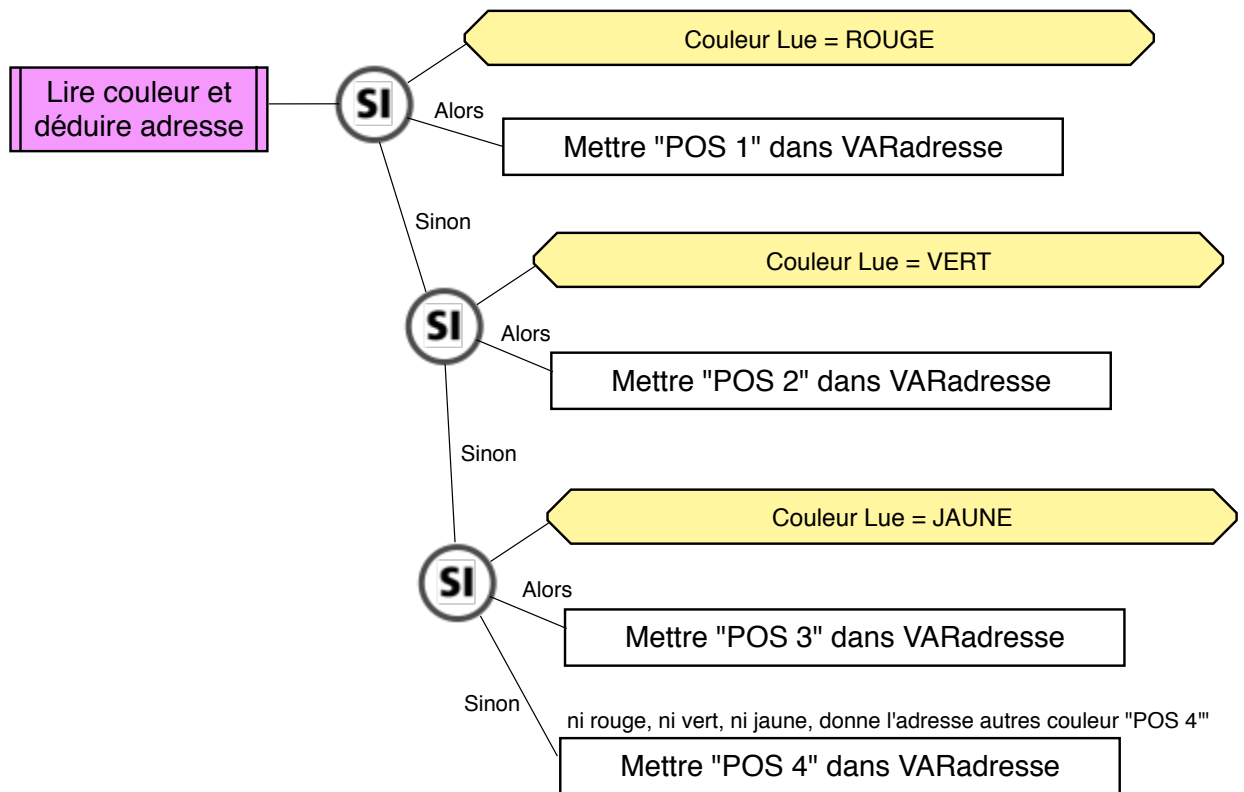 Couleur Lue = ROUGE
Lire couleur et
déduire adresse
SI
Alors
Mettre "POS 1" dans VARadresse
Sinon
Couleur Lue = VERT
SI
Alors
Mettre "POS 2" dans VARadresse
Sinon
Couleur Lue = JAUNE
SI
Alors
Mettre "POS 3" dans VARadresse
Sinon
ni rouge, ni vert, ni jaune, donne l'adresse autres couleur "POS 4'"
Mettre "POS 4" dans VARadresse